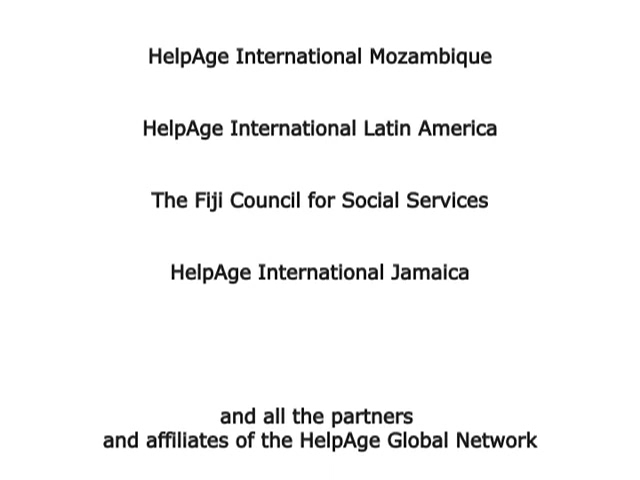 HelpAge International Mozambique
HelpAge International Latin America
The Fiji Council for Social Services
HelpAge International Jamaica
and all the partners
and affiliates of the HelpAge Global Network